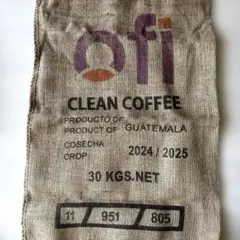 ofi
CLEAN COFFEE
PRODUCTO DE
PRODUCT OF GUATEMALA
COSECHA
CROP 2024 / 2025
30 KGS.NET
11 / 951 / 805